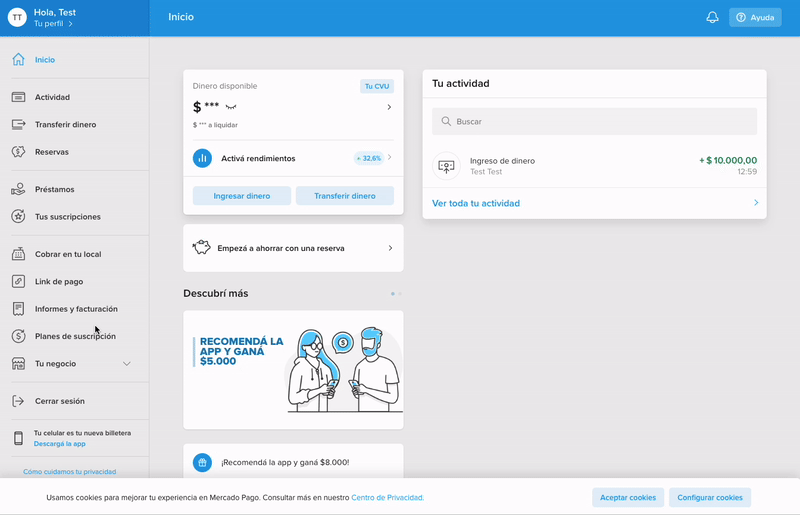 TT
Hola, Test
Tu perfil
Inicio
Ayuda
Inicio
Actividad
Transferir dinero
Reservas
Préstamos
Tus suscripciones
Cobrar en tu local
Link de pago
Informes y facturación
Planes de suscripción
Tu negocio
Cerrar sesión
Tu celular es tu nueva billetera
Descargá la app
Cómo cuidamos tu privacidad
Dinero disponible
Tu CVU
$ ***
$ *** a liquidar
Activá rendimientos
32,6%
Ingresar dinero
Transferir dinero
Empezá a ahorrar con una reserva
Descubrí más
RECOMENDÁ LA
APP Y GANÁ
$5.000
¡Recomendá la app y ganá $8.000!
Tu actividad
Buscar
Ingreso de dinero
Test Test
+ $ 10.000,00
12:59
Ver toda tu actividad
Usamos cookies para mejorar tu experiencia en Mercado Pago. Consultar más en nuestro Centro de Privacidad.
Aceptar cookies
Configurar cookies